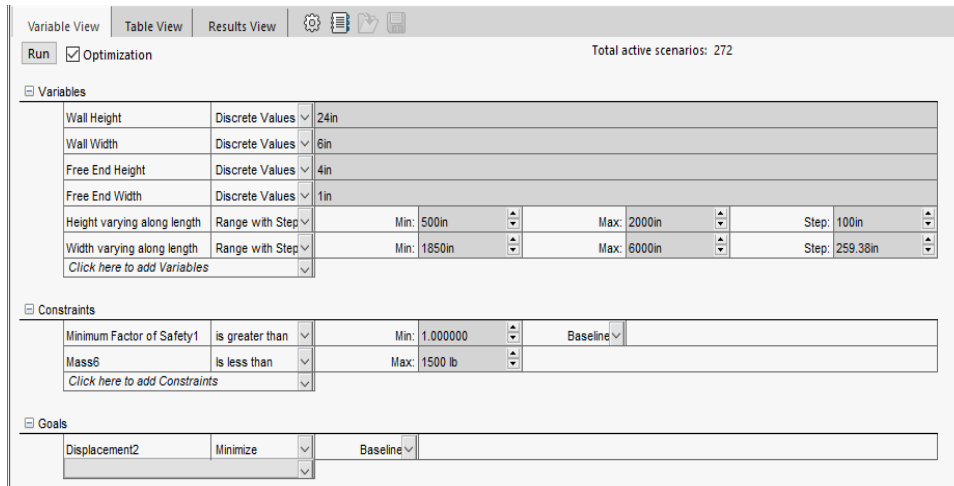 Variable View Table View Results View
Run Optimization Total active scenarios: 272
Variables
Wall Height Discrete Values 24in
Wall Width Discrete Values 6in
Free End Height Discrete Values 4in
Free End Width Discrete Values 1in
Height varying along length Range with Step Min: 500in Max: 2000in Step: 100in
Width varying along length Range with Step Min: 1850in Max: 6000in Step: 259.38in
Click here to add Variables
Constraints
Minimum Factor of Safety1 is greater than Min: 1.000000 Baseline
Mass6 Is less than Max: 1500 lb
Click here to add Constraints
Goals
Displacement2 Minimize Baseline